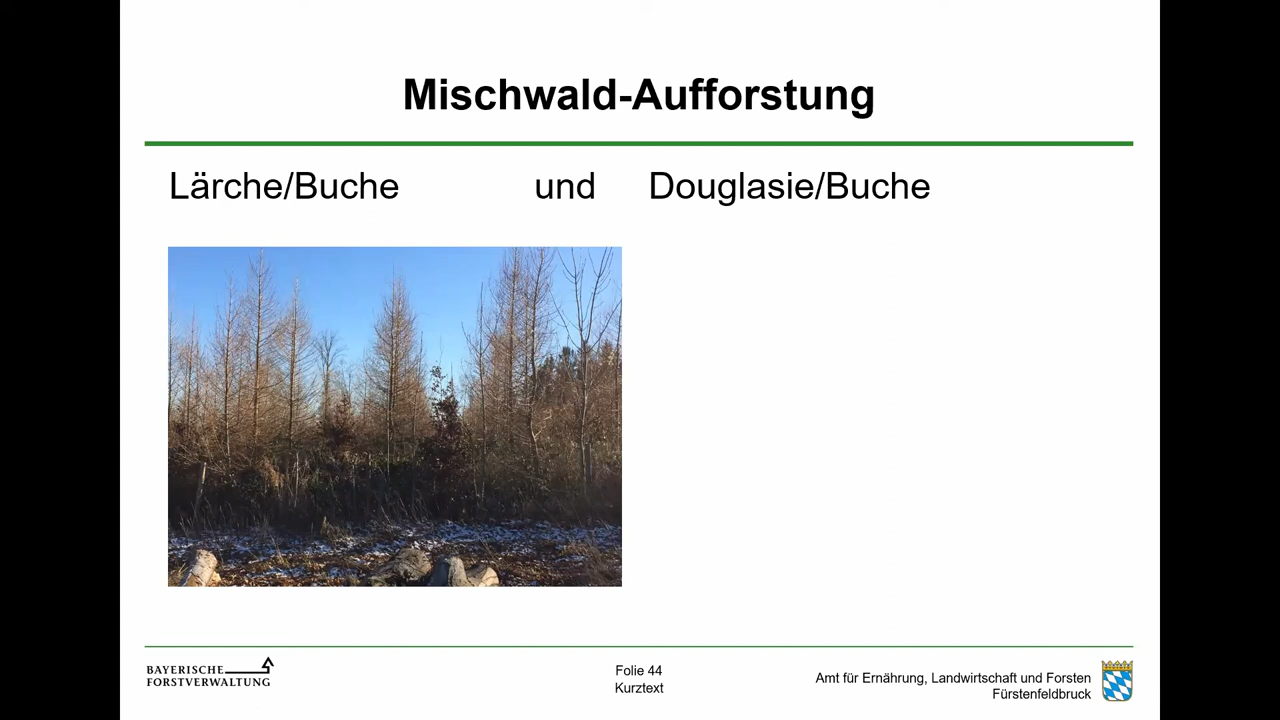 Mischwald-Aufforstung
Lärche/Buche und Douglasie/Buche
BAYERISCHE
FORSTVERWALTUNG
Folie 44
Kurztext
Amt für Ernährung, Landwirtschaft und Forsten
Fürstenfeldbruck